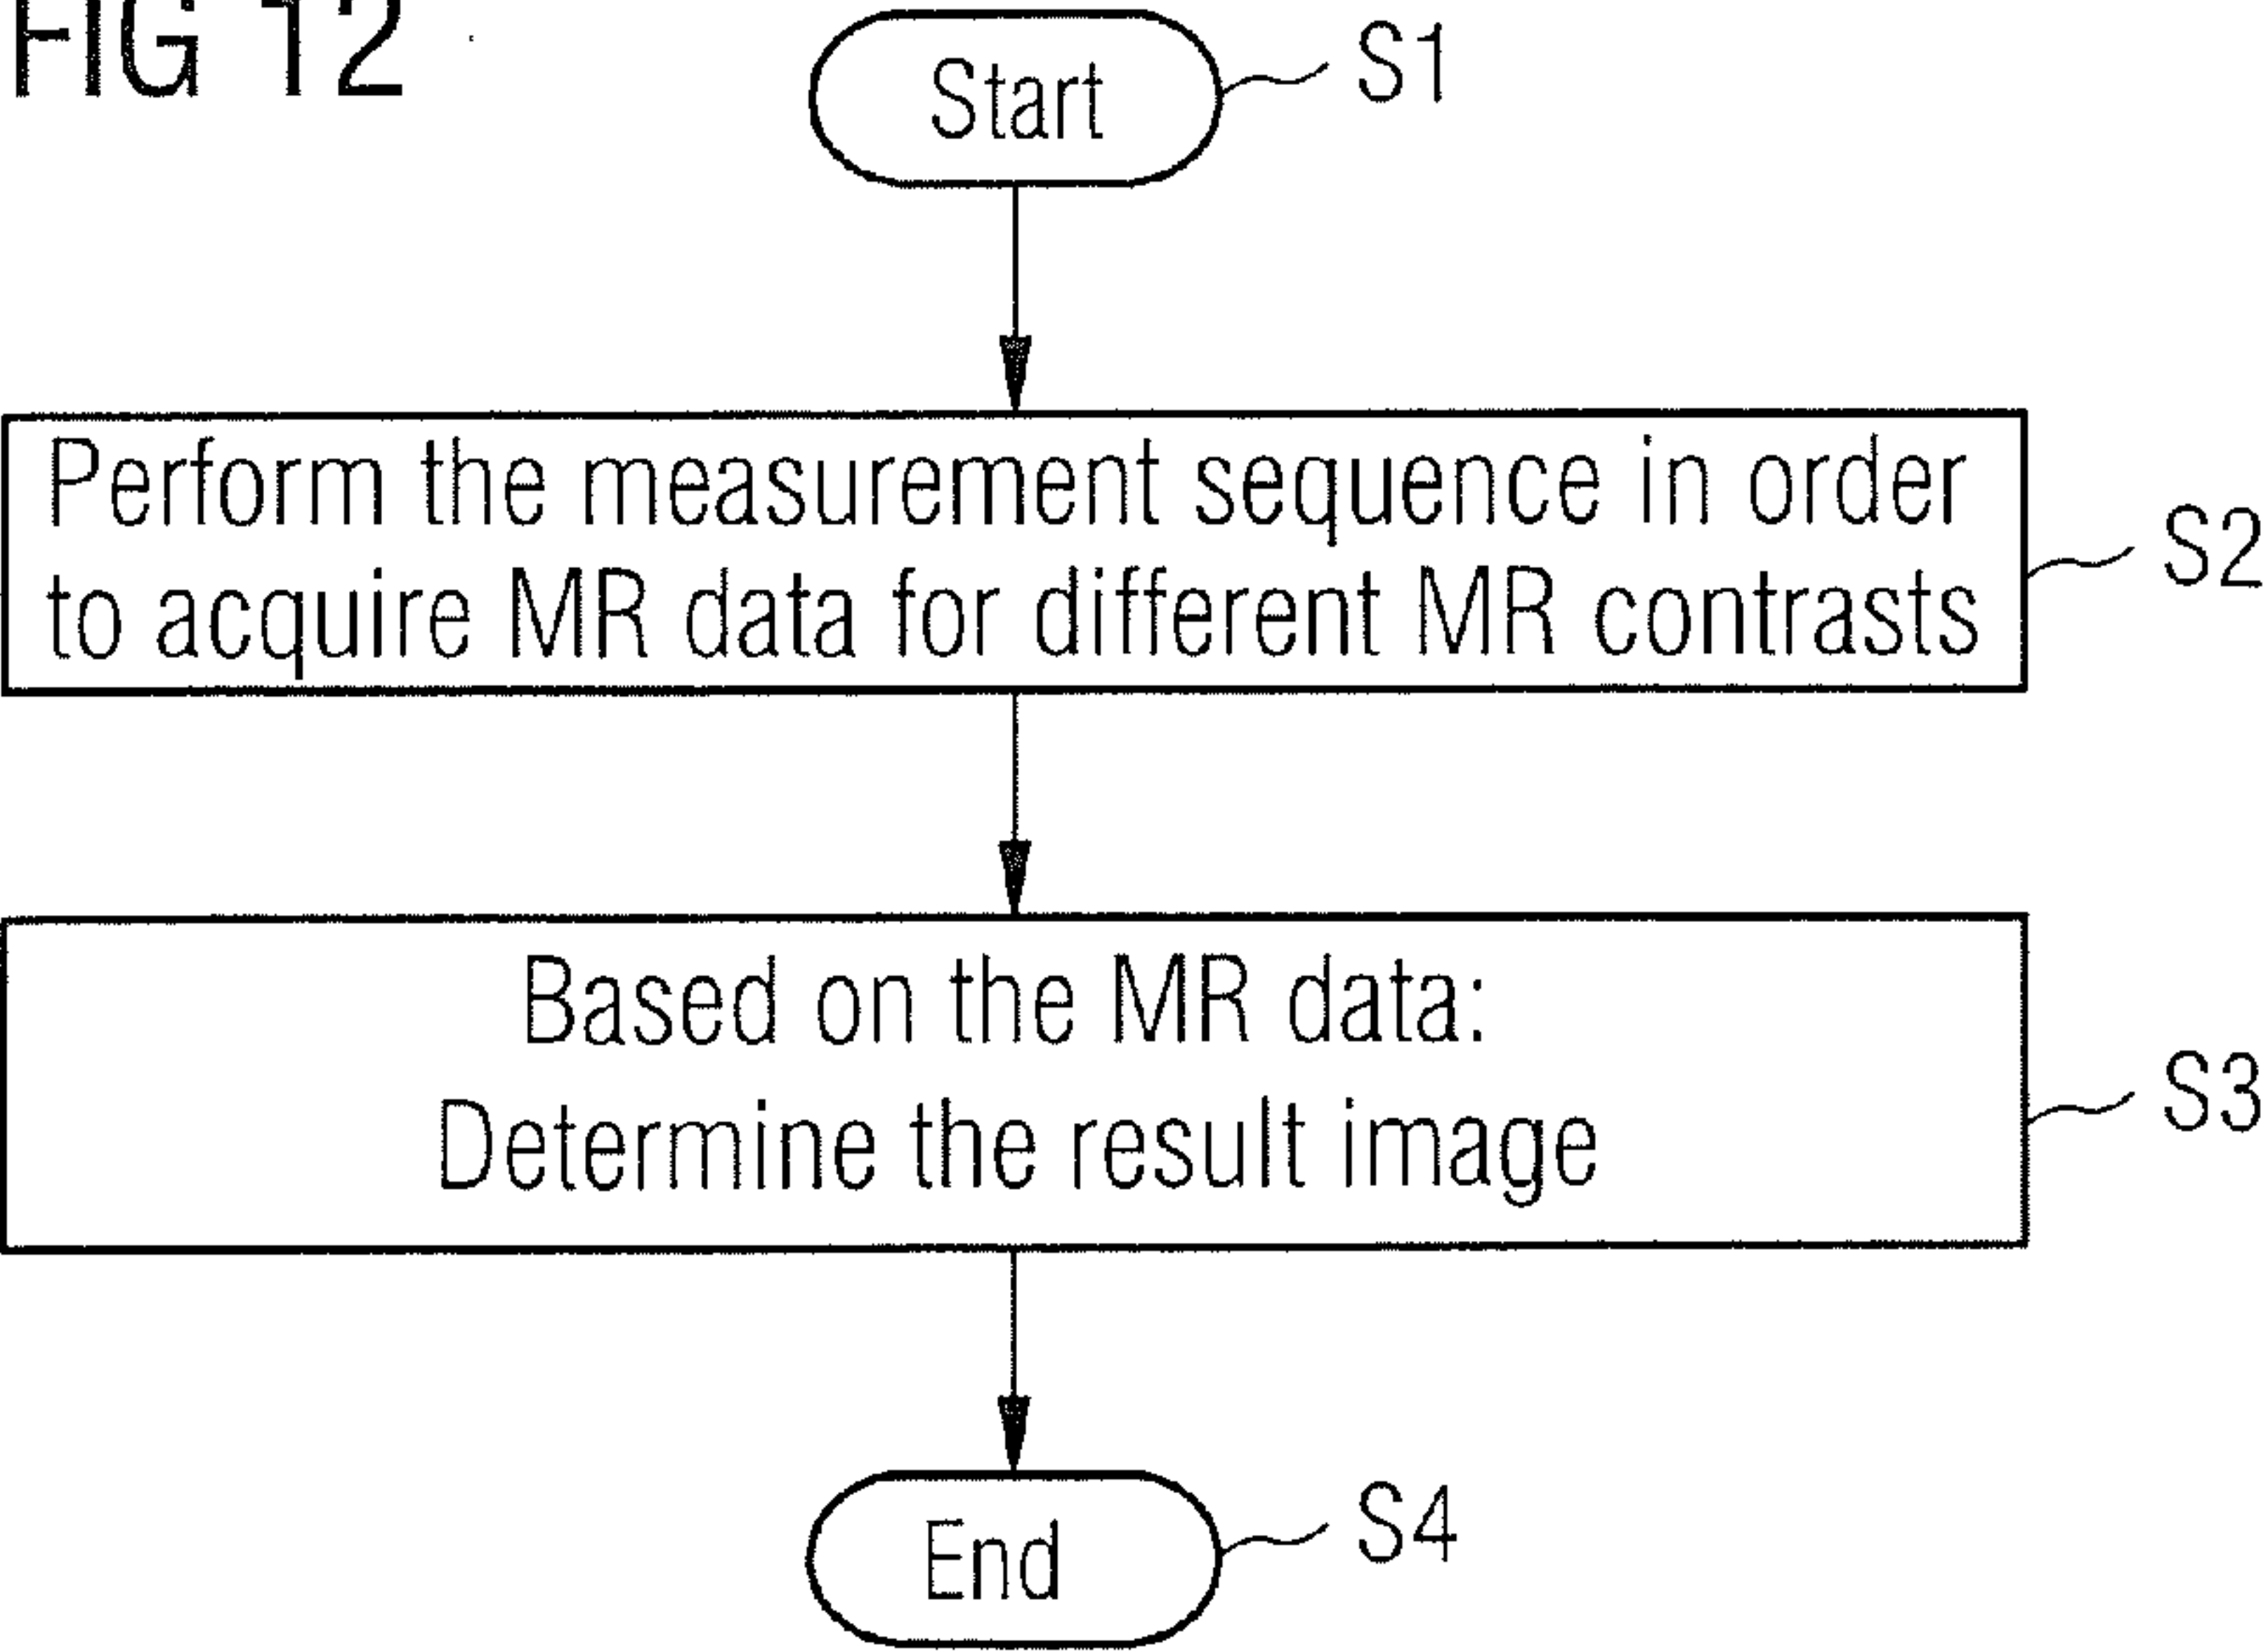 FIG 12
Start
S1
Perform the measurement sequence in order
to acquire MR data for different MR contrasts
S2
Based on the MR data:
Determine the result image
S3
End
S4